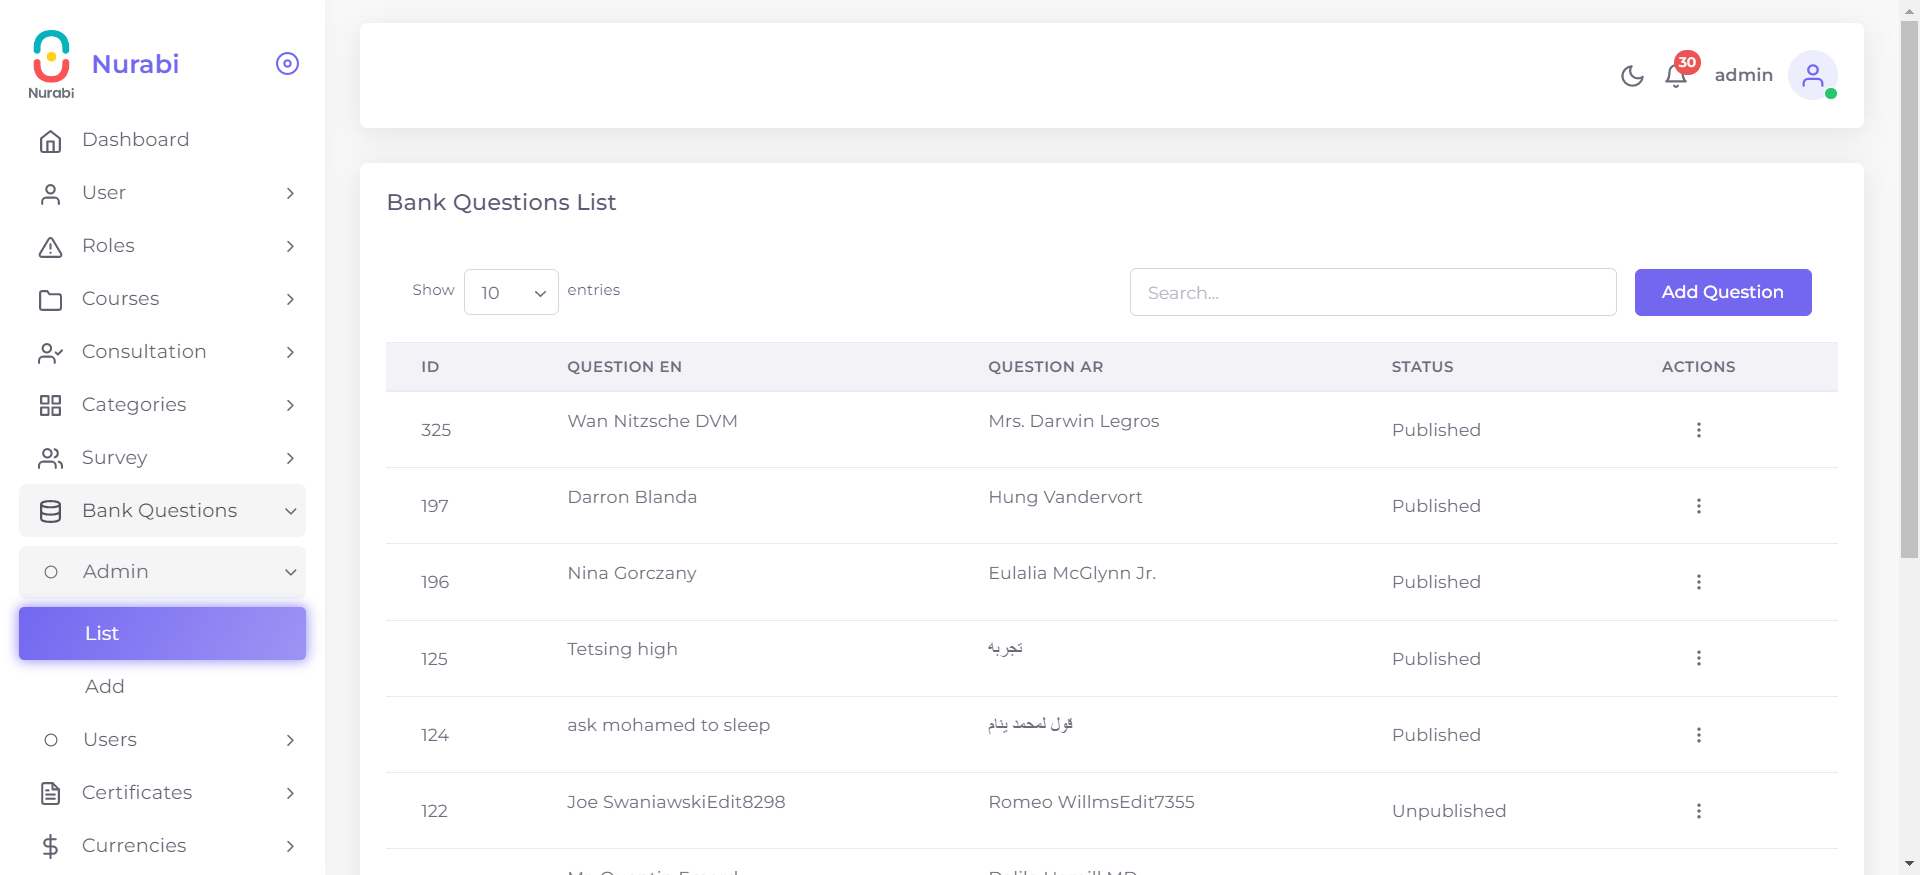 Nurabi
Nurabi
Dashboard
User
Roles
Courses
Consultation
Categories
Survey
Bank Questions
Admin
List
Add
Users
Certificates
Currencies
30
admin
Bank Questions List
Show 10 entries
Search...
Add Question
ID QUESTION EN QUESTION AR STATUS ACTIONS
325 Wan Nitzsche DVM Mrs. Darwin Legros Published
197 Darron Blanda Hung Vandervort Published
196 Nina Gorczany Eulalia McGlynn Jr. Published
125 Tetsing high تجربه Published
124 ask mohamed to sleep قول لمحمد ينام Published
122 Joe SwaniawskiEdit8298 Romeo WillmsEdit7355 Unpublished